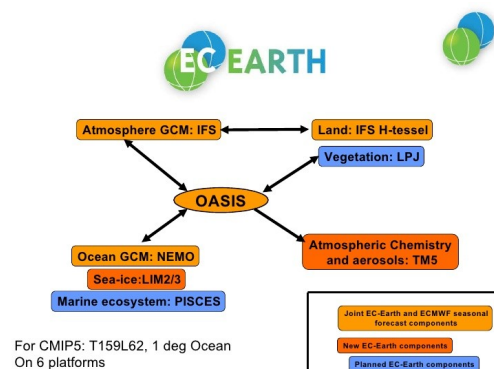 EC EARTH
Atmosphere GCM: IFS
Land: IFS H-tessel
Vegetation: LPJ
OASIS
Ocean GCM: NEMO
Sea-ice:LIM2/3
Marine ecosystem: PISCES
Atmospheric Chemistry
and aerosols: TM5
Joint EC-Earth and ECMWF seasonal
forecast components
New EC-Earth components
Planned EC-Earth components
For CMIP5: T159L62, 1 deg Ocean
On 6 platforms